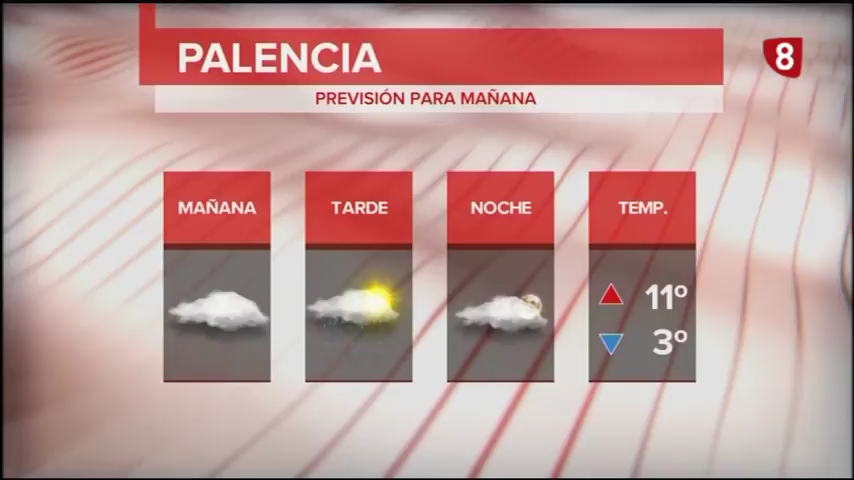 PALENCIA
8
PREVISIÓN PARA MAÑANA
MAÑANA
TARDE
NOCHE
TEMP.
11º
3º